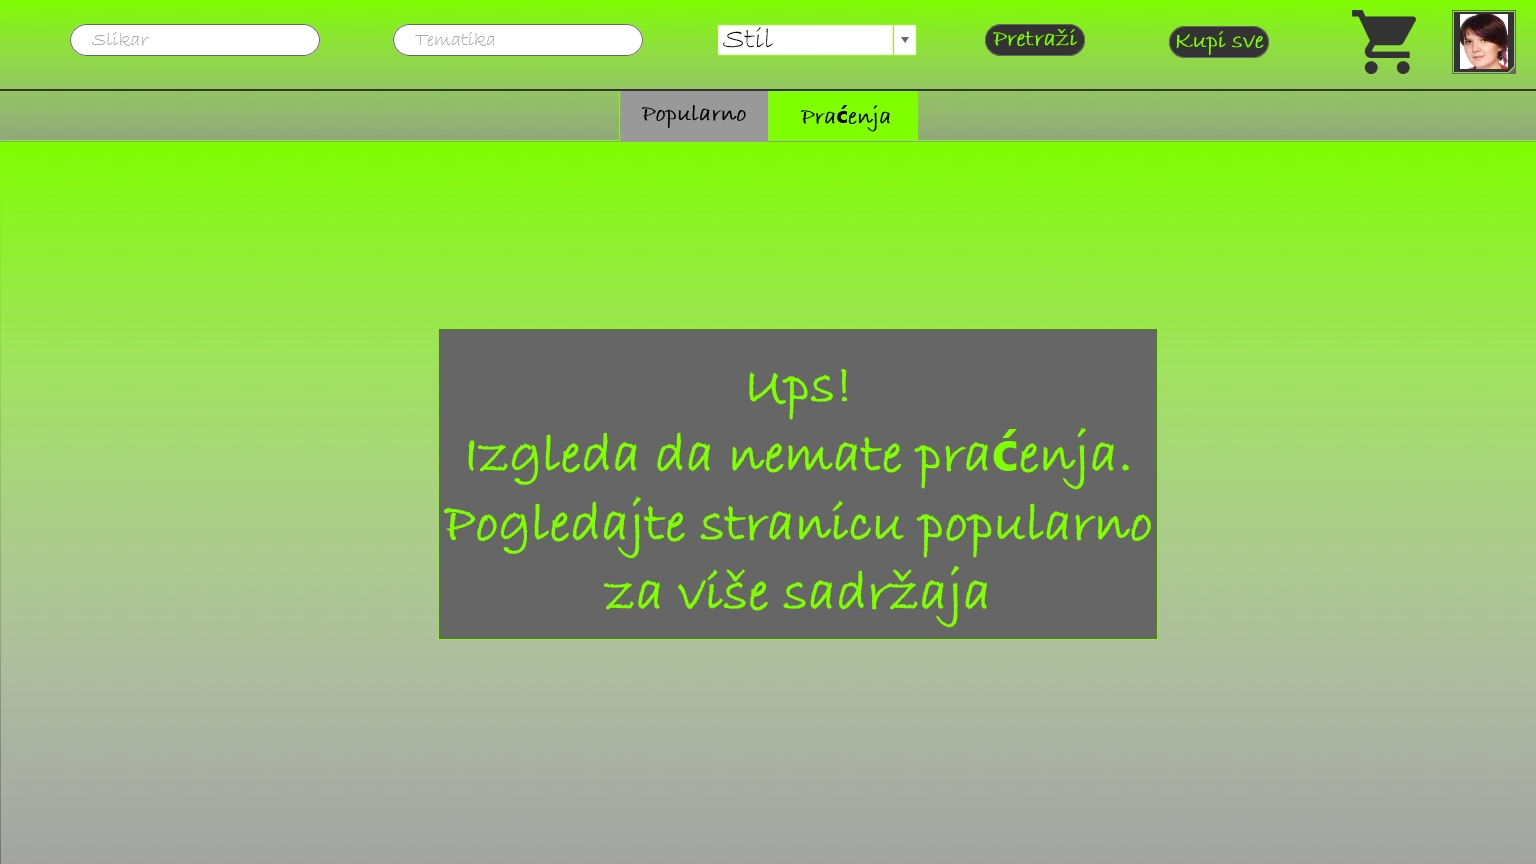 Slikar
Tematika
Stil
Pretraži
Kupi sve
Popularno
Praćenja
Ups!
Izgleda da nemate praćenja.
Pogledajte stranicu popularno
za više sadržaja